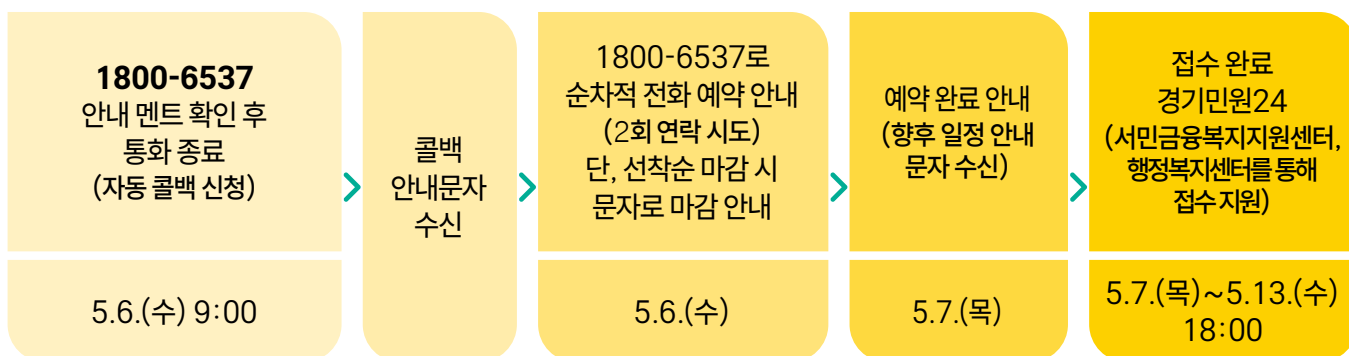 1800-6537
안내 멘트 확인 후
통화 종료
(자동 콜백 신청)
5.6.(수) 9:00
콜백
안내문자
수신
1800-6537로
순차적 전화 예약 안내
(2회 연락 시도)
단, 선착순 마감 시
문자로 마감 안내
5.6.(수)
예약 완료 안내
(향후 일정 안내
문자 수신)
5.7.(목)
접수 완료
경기민원24
(서민금융복지지원센터,
행정복지센터를 통해
접수 지원)
5.7.(목)~5.13.(수)
18:00